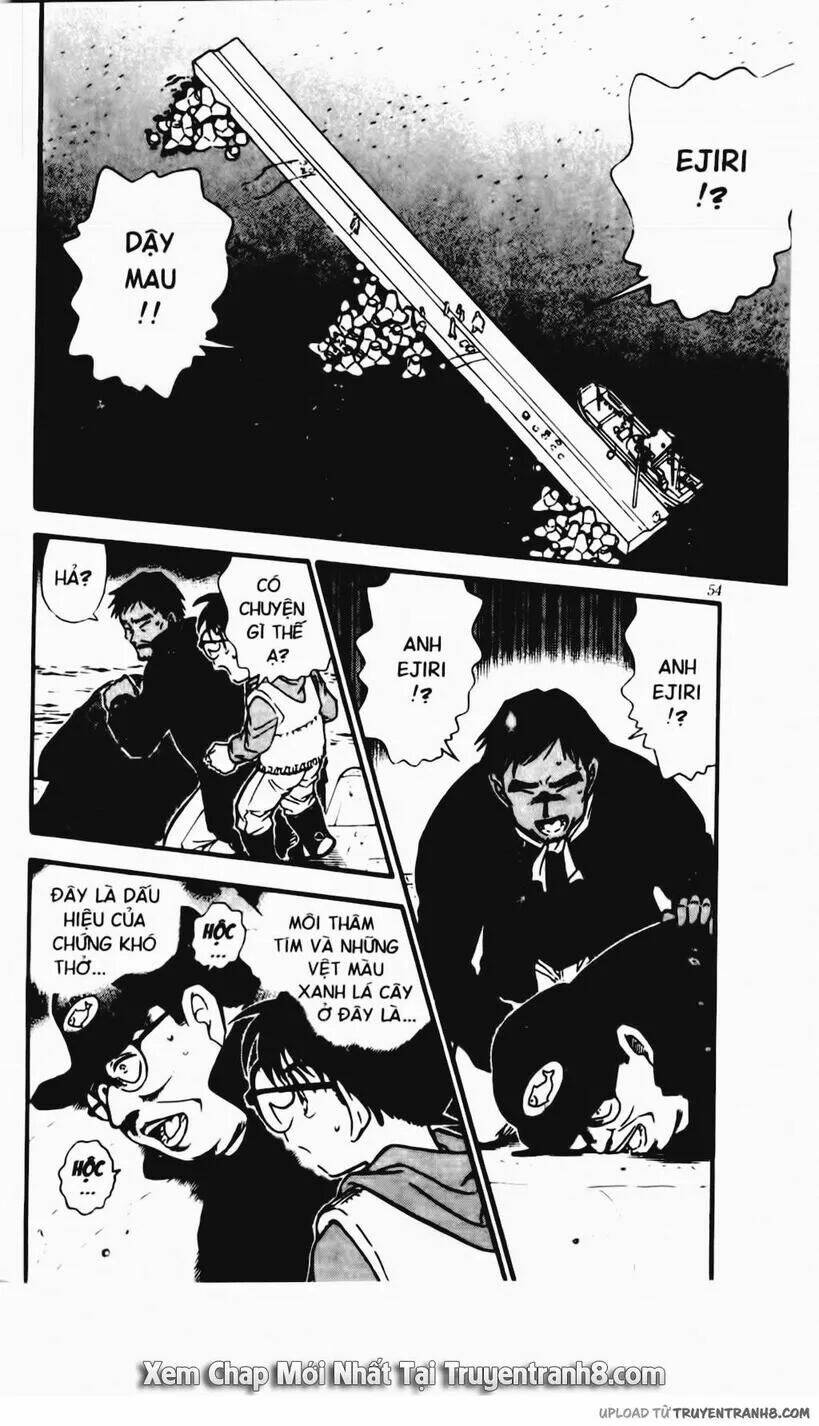 EJIRI
!?
DẬY
MAU
!!
54
ANH
EJIRI
!?
ANH
EJIRI
!?
CÓ
CHUYỆN
GÌ THẾ
Ạ?
HẢ?
MÔI THÂM
TÍM VÀ NHỮNG
VỆT MÀU
XANH LÁ CÂY
Ở ĐÂY LÀ...
HỘC
...
ĐÂY LÀ DẤU
HIỆU CỦA
CHỨNG KHÓ
THỞ...
HỘC
...
Xem Chap Mới Nhất Tại Truyentranh8.com
UPLOAD TỪ TRUYENTRANH8.COM